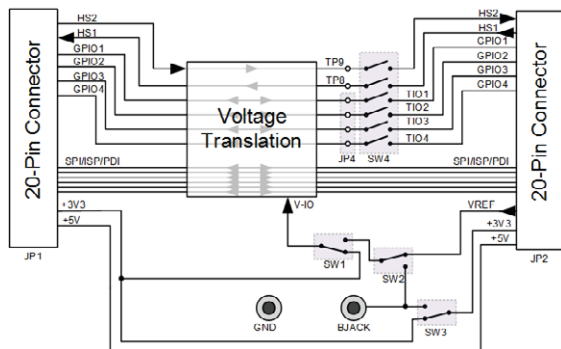 HS2
HS1
GPIO1
GPIO2
GPIO3
GPIO4
SPI/ISP/PDI
+3V3
+5V
20-Pin Connector
JP1
Voltage
Translation
V-IO
TP9
TP8
TIO1
TIO2
TIO3
TIO4
JP4
SW4
HS2
HS1
CPIO1
GPIO2
GPIO3
CPIO4
SPI/ISP/PDI
VREF
+3V3
+5V
20-Pin Connector
JP2
SW1
SW2
SW3
GND
BJACK